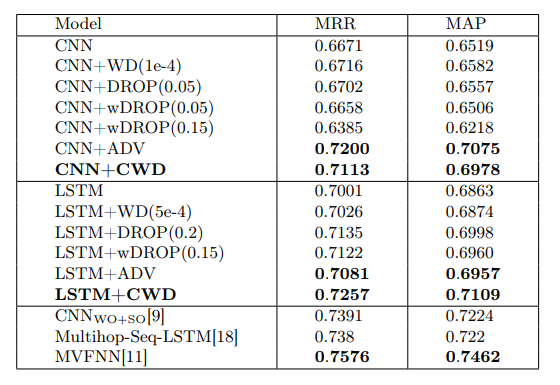 Model MRR MAP
CNN 0.6671 0.6519
CNN+WD(1e-4) 0.6716 0.6582
CNN+DROP(0.05) 0.6702 0.6557
CNN+wDROP(0.05) 0.6658 0.6506
CNN+wDROP(0.15) 0.6385 0.6218
CNN+ADV 0.7200 0.7075
CNN+CWD 0.7113 0.6978
LSTM 0.7001 0.6863
LSTM+WD(5e-4) 0.7026 0.6874
LSTM+DROP(0.2) 0.7135 0.6998
LSTM+wDROP(0.15) 0.7122 0.6960
LSTM+ADV 0.7081 0.6957
LSTM+CWD 0.7257 0.7109
CNNWO+SO[9] 0.7391 0.7224
Multihop-Seq-LSTM[18] 0.738 0.722
MVFNN[11] 0.7576 0.7462